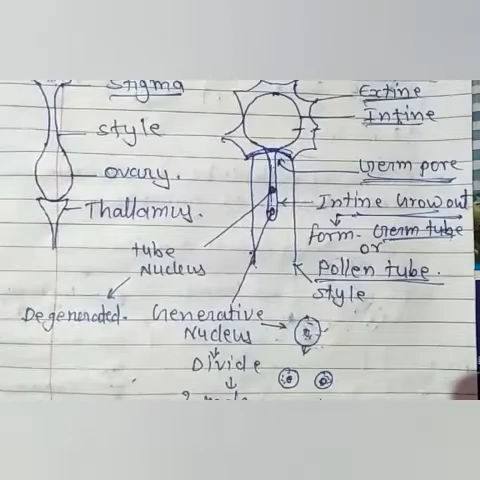 Stigma
style
ovary.
Thallamus.
Extine
Intine
Germ pore
Intine Grow out
form- Germ tube
or
Pollen tube.
style
tube
Nucleus
Degenerated.
Generative
Nucleus
Divide